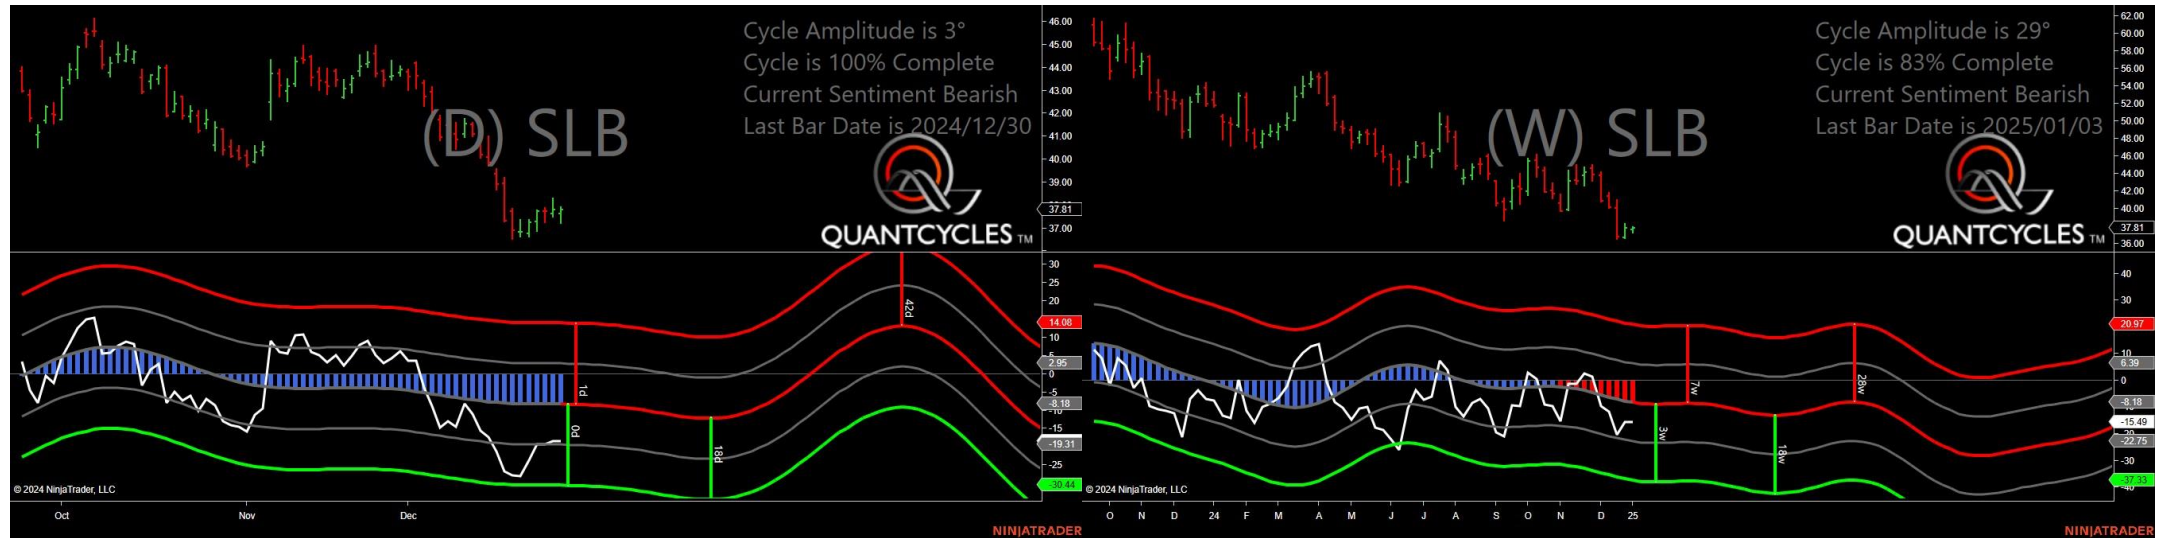 Cycle Amplitude is 3°
Cycle is 100% Complete
Current Sentiment Bearish
Last Bar Date is 2024/12/30
(D) SLB
QUANTCYCLES TM
46.00
45.00
44.00
43.00
42.00
41.00
40.00
39.00
37.81
37.00
30
25
20
14.08
10
5
2.95
0
-5
-8.18
-10
-15
-19.31
-25
-30.44
42d
1d
0d
18d
© 2024 NinjaTrader, LLC
Oct Nov Dec
NINJATRADER
Cycle Amplitude is 29°
Cycle is 83% Complete
Current Sentiment Bearish
Last Bar Date is 2025/01/03
(W) SLB
QUANTCYCLES TM
62.00
60.00
58.00
56.00
54.00
52.00
50.00
48.00
46.00
44.00
42.00
40.00
37.81
36.00
40
30
20.97
10
6.39
0
-8.18
-15.49
-22.75
-30
-37.33
7w
28w
3w
18w
© 2024 NinjaTrader, LLC
O N D 24 F M A M J J A S O N D 25
NINJATRADER